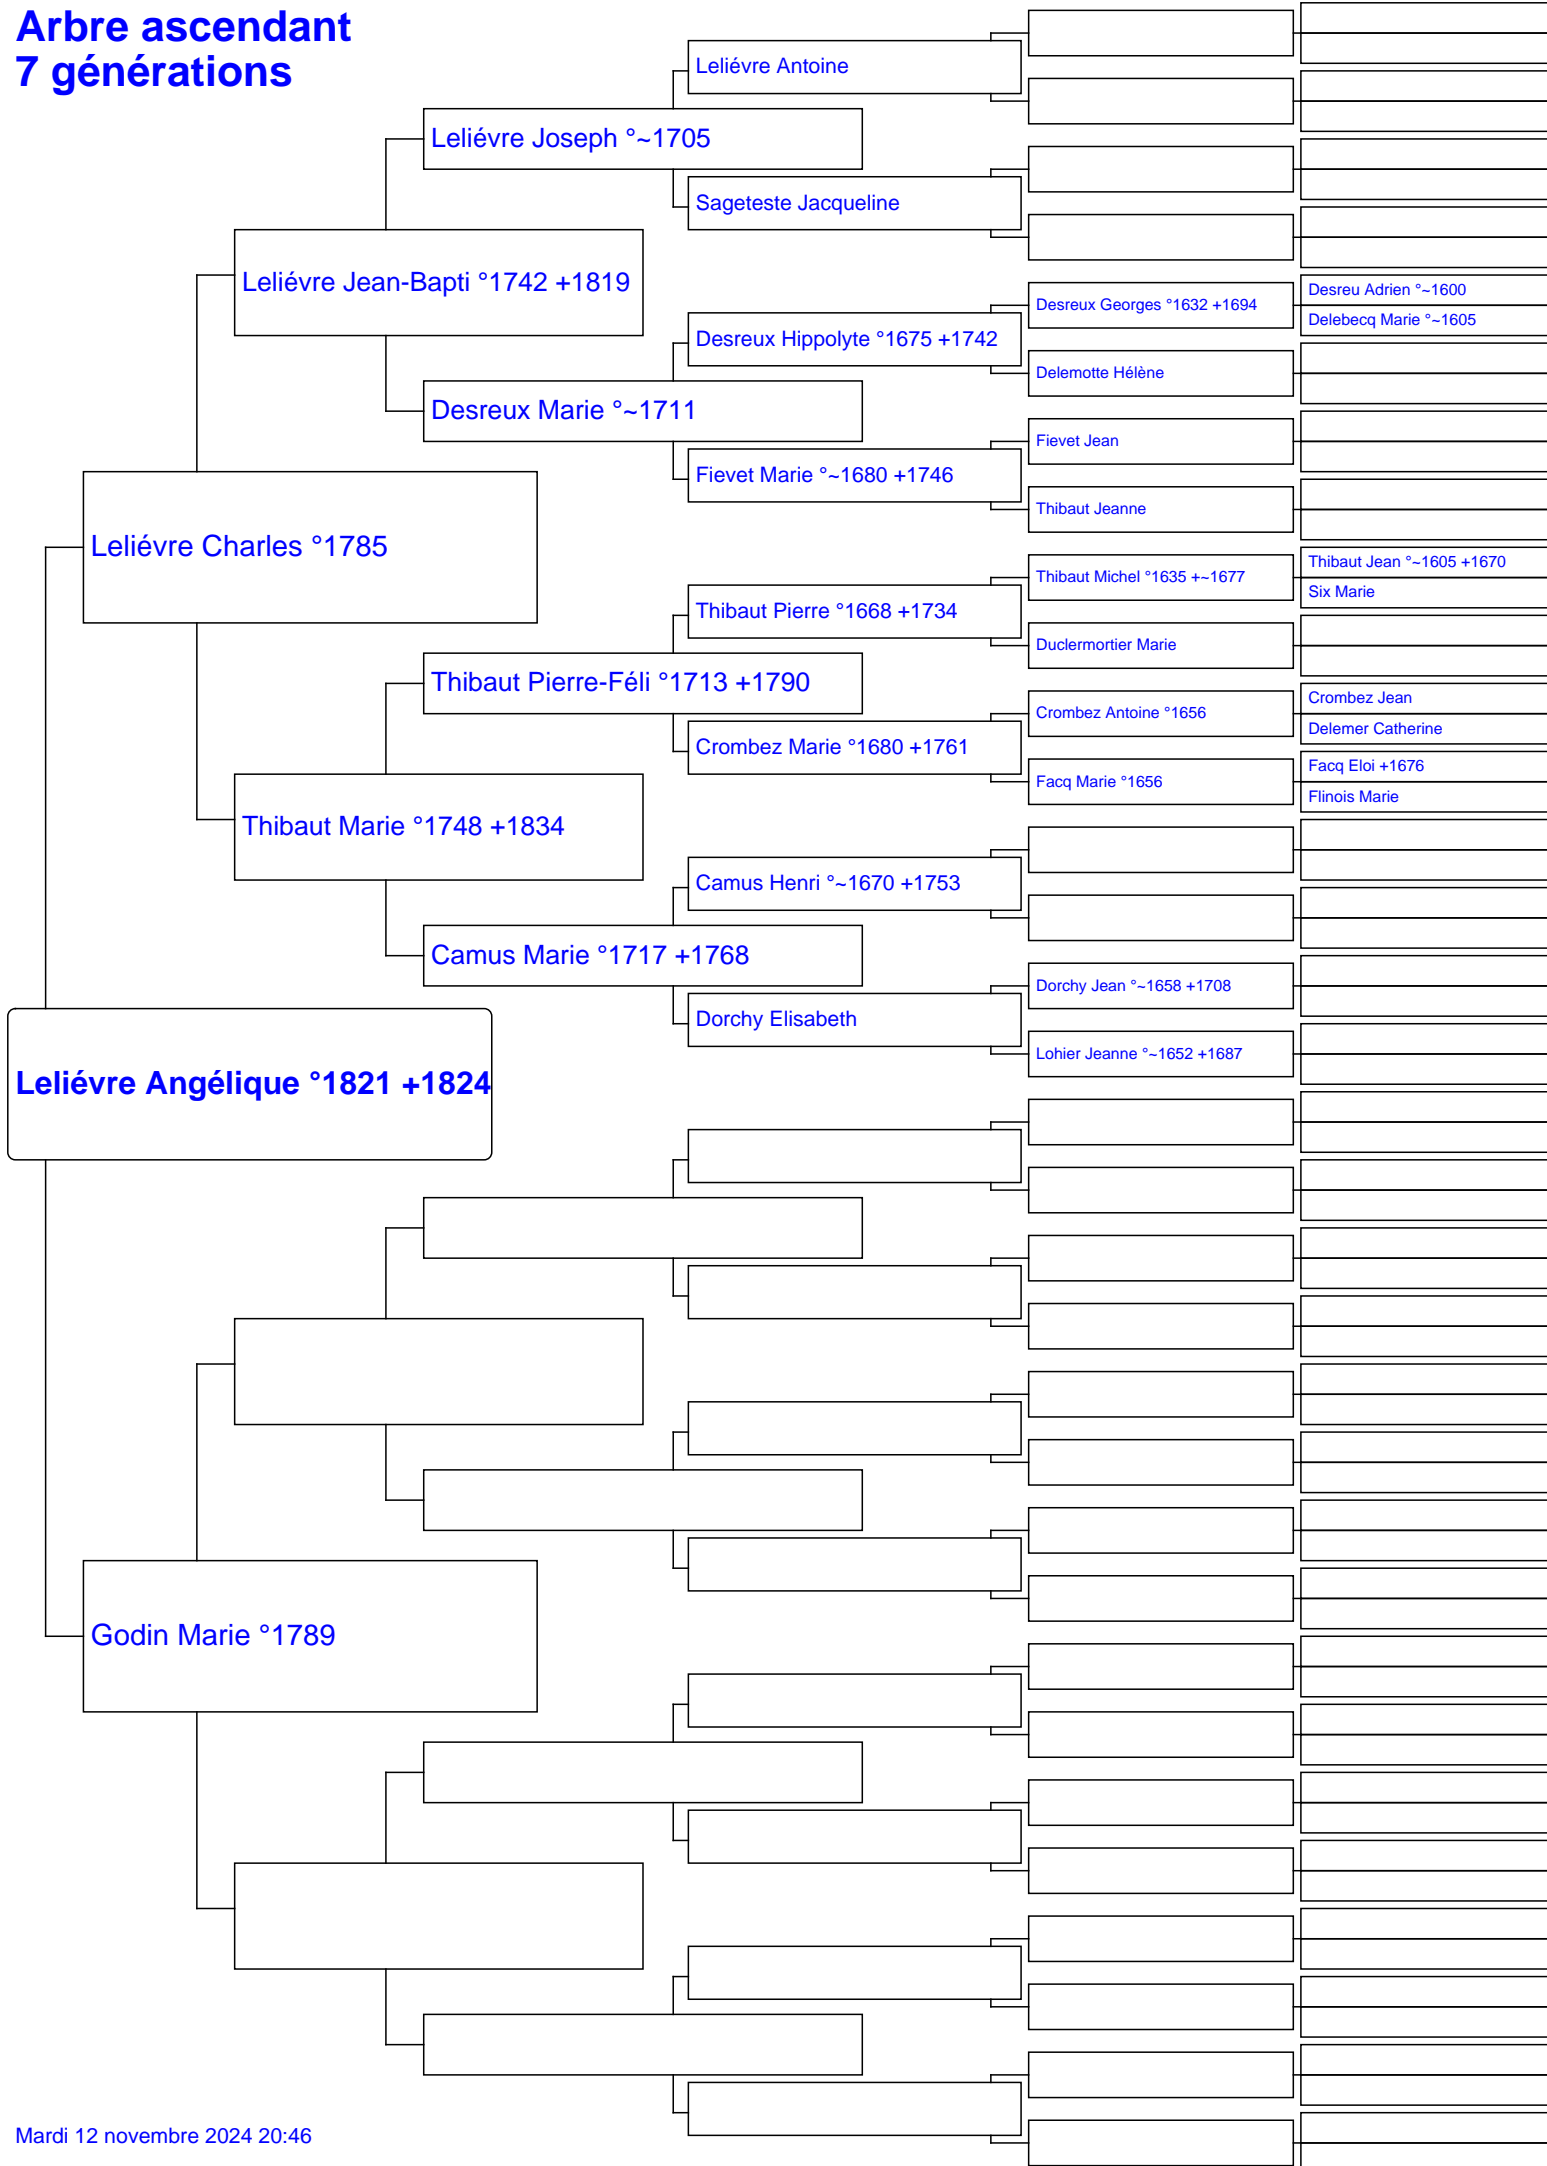 Arbre ascendant
7 générations
Leliévre Antoine
Leliévre Joseph °~1705
Sageteste Jacqueline
Leliévre Jean-Bapti °1742 +1819
Desreu Adrien °~1600
Desreux Georges °1632 +1694
Delebecq Marie °~1605
Desreux Hippolyte °1675 +1742
Delemotte Hélène
Desreux Marie °~1711
Fievet Jean
Fievet Marie °~1680 +1746
Thibaut Jeanne
Leliévre Charles °1785
Thibaut Jean °~1605 +1670
Thibaut Michel °1635 +~1677
Six Marie
Thibaut Pierre °1668 +1734
Duclermortier Marie
Thibaut Pierre-Féli °1713 +1790
Crombez Jean
Crombez Antoine °1656
Delemer Catherine
Crombez Marie °1680 +1761
Facq Eloi +1676
Facq Marie °1656
Flinois Marie
Thibaut Marie °1748 +1834
Camus Henri °~1670 +1753
Camus Marie °1717 +1768
Dorchy Jean °~1658 +1708
Dorchy Elisabeth
Lohier Jeanne °~1652 +1687
Leliévre Angélique °1821 +1824
Godin Marie °1789
Mardi 12 novembre 2024 20:46